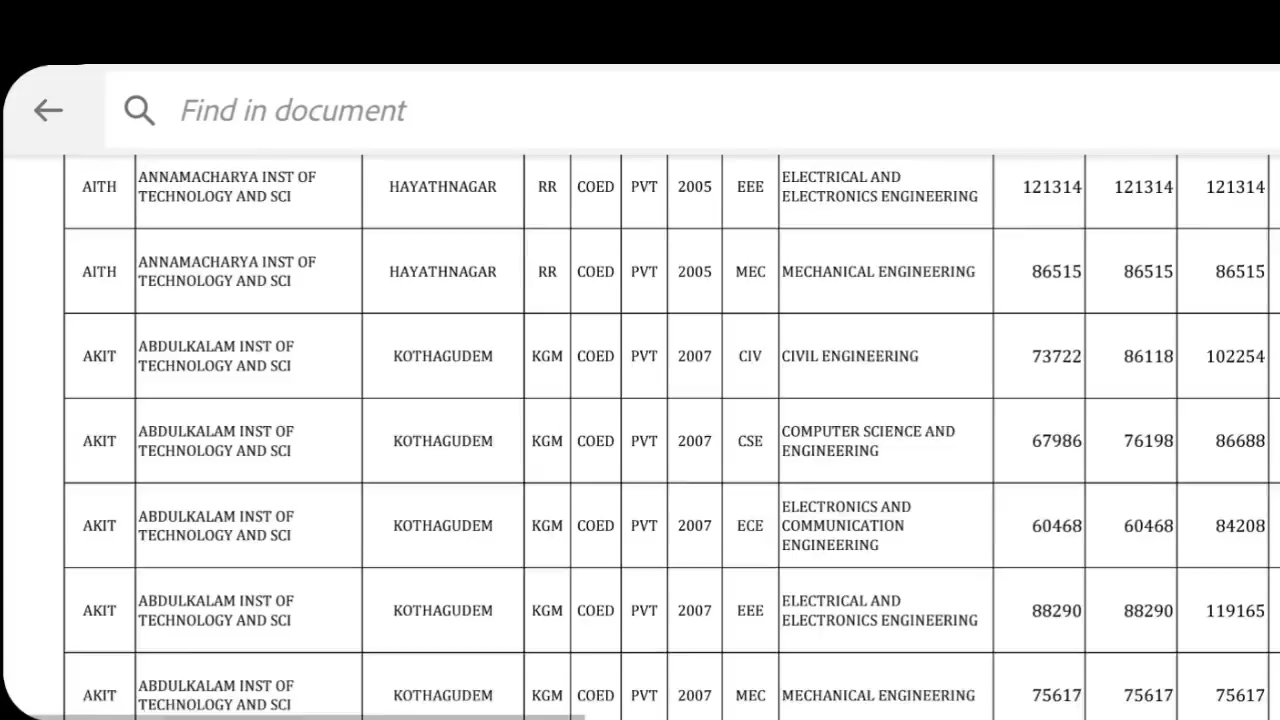 Find in document
AITH ANNAMACHARYA INST OF TECHNOLOGY AND SCI HAYATHNAGAR RR COED PVT 2005 EEE ELECTRICAL AND ELECTRONICS ENGINEERING 121314 121314 121314
AITH ANNAMACHARYA INST OF TECHNOLOGY AND SCI HAYATHNAGAR RR COED PVT 2005 MEC MECHANICAL ENGINEERING 86515 86515 86515
AKIT ABDULKALAM INST OF TECHNOLOGY AND SCI KOTHAGUDEM KGM COED PVT 2007 CIV CIVIL ENGINEERING 73722 86118 102254
AKIT ABDULKALAM INST OF TECHNOLOGY AND SCI KOTHAGUDEM KGM COED PVT 2007 CSE COMPUTER SCIENCE AND ENGINEERING 67986 76198 86688
AKIT ABDULKALAM INST OF TECHNOLOGY AND SCI KOTHAGUDEM KGM COED PVT 2007 ECE ELECTRONICS AND COMMUNICATION ENGINEERING 60468 60468 84208
AKIT ABDULKALAM INST OF TECHNOLOGY AND SCI KOTHAGUDEM KGM COED PVT 2007 EEE ELECTRICAL AND ELECTRONICS ENGINEERING 88290 88290 119165
AKIT ABDULKALAM INST OF TECHNOLOGY AND SCI KOTHAGUDEM KGM COED PVT 2007 MEC MECHANICAL ENGINEERING 75617 75617 75617